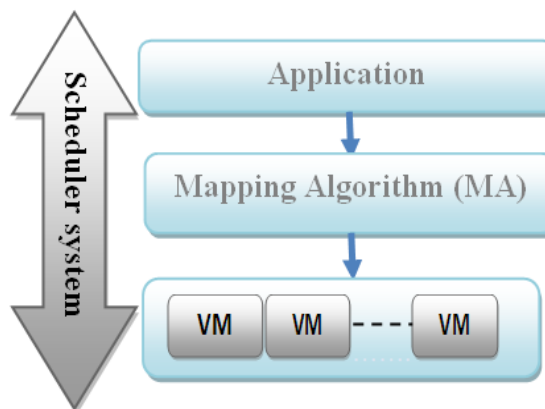 Scheduler system
Application
Mapping Algorithm (MA)
VM VM VM